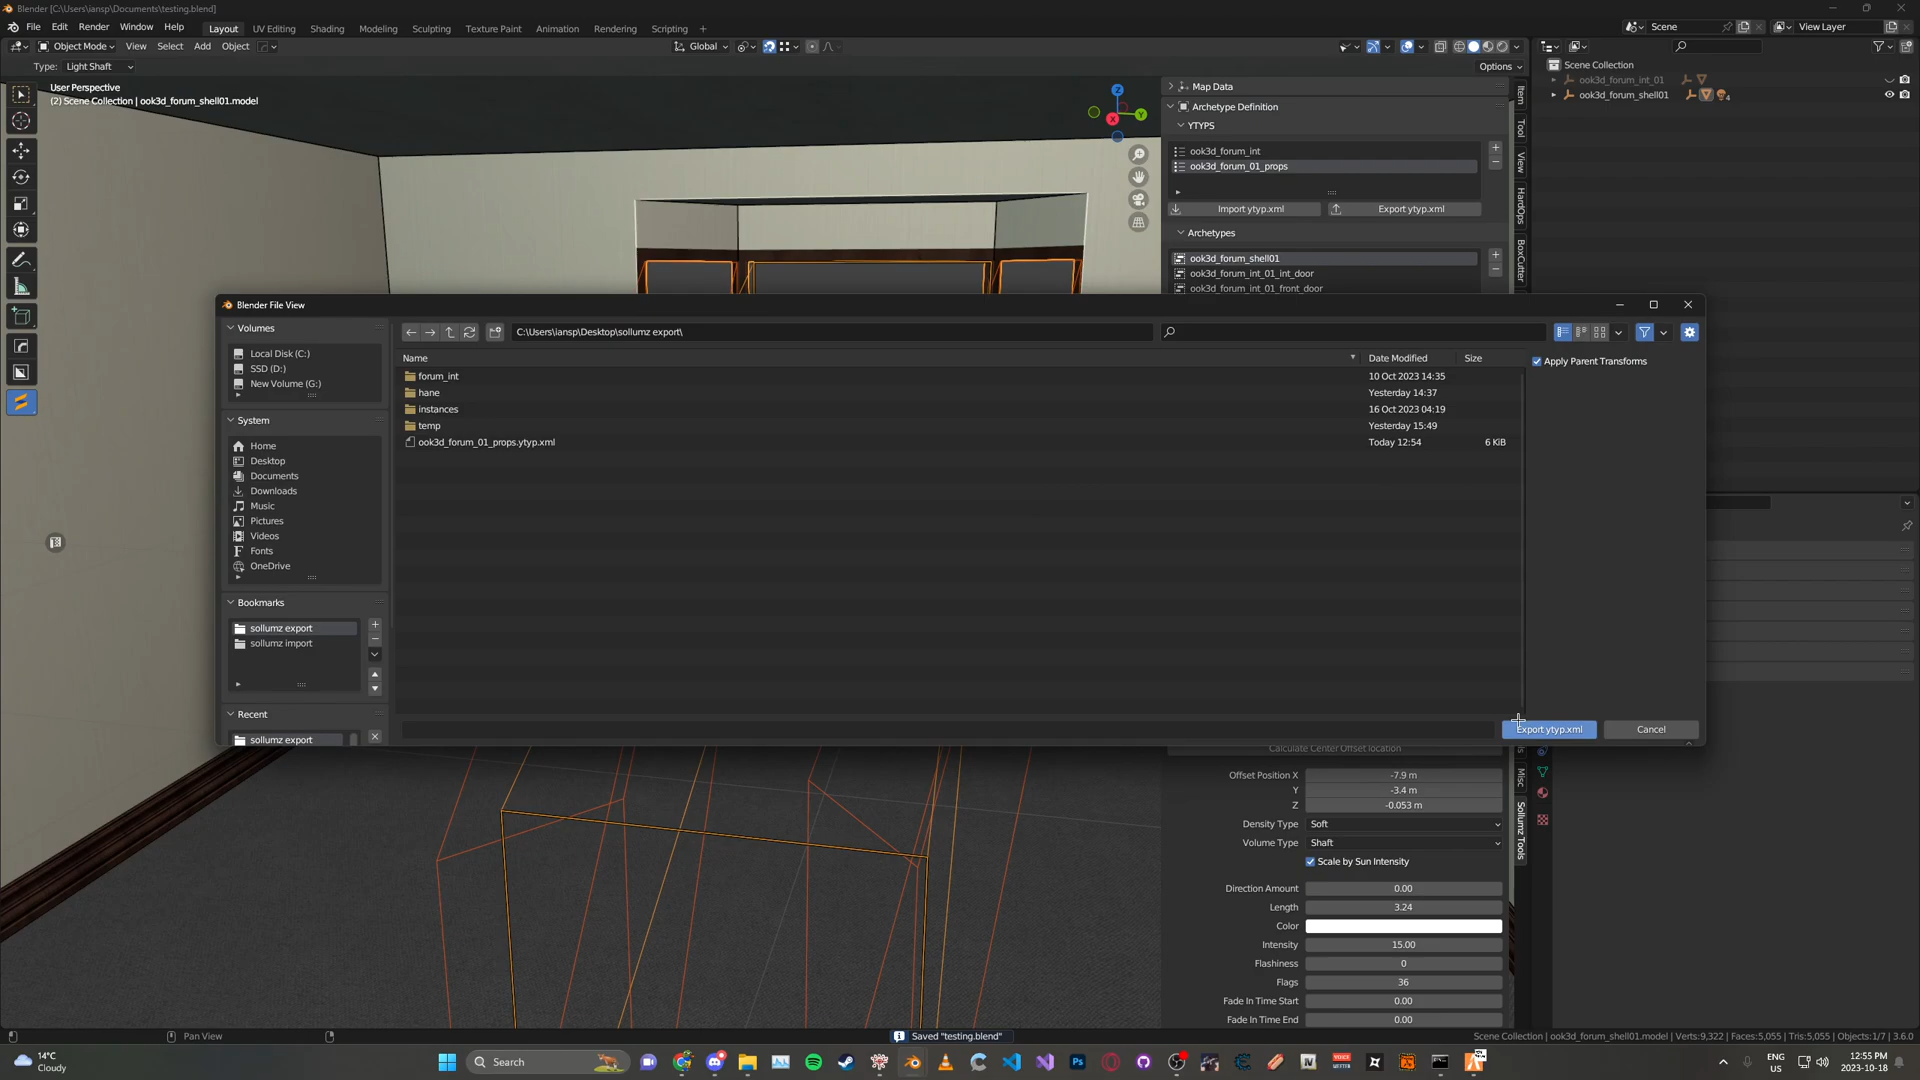 Blender [C:\Users\iansp\Documents\testing.blend]
File Edit Render Window Help Layout UV Editing Shading Modeling Sculpting Texture Paint Animation Rendering Scripting + Scene View Layer
Object Mode View Select Add Object Global
Type: Light Shaft Options
User Perspective
(2) Scene Collection | ook3d_forum_shell01.model
Scene Collection
ook3d_forum_int_01
ook3d_forum_shell01
4
Z
Y
X
Map Data
Archetype Definition
YTYPS
ook3d_forum_int
ook3d_forum_01_props
Import ytyp.xml Export ytyp.xml
Archetypes
ook3d_forum_shell01
ook3d_forum_int_01_int_door
ook3d_forum_int_01_front_door
Item
Tool
View
HardOps
BoxCutter
Blender File View
Volumes
Local Disk (C:)
SSD (D:)
New Volume (G:)
System
Home
Desktop
Documents
Downloads
Music
Pictures
Videos
Fonts
OneDrive
Bookmarks
sollumz export
sollumz import
Recent
sollumz export
C:\Users\iansp\Desktop\sollumz export\
Name Date Modified Size
forum_int 10 Oct 2023 14:35
hane Yesterday 14:37
instances 16 Oct 2023 04:19
temp Yesterday 15:49
ook3d_forum_01_props.ytyp.xml Today 12:54 6 KiB
Apply Parent Transforms
Export ytyp.xml Cancel
Calculate Center Offset location
Offset Position X -7.9 m
Y -3.4 m
Z -0.053 m
Density Type Soft
Volume Type Shaft
Scale by Sun Intensity
Direction Amount 0.00
Length 3.24
Color
Intensity 15.00
Flashiness 0
Flags 36
Fade In Time Start 0.00
Fade In Time End 0.00
Misc
Sollumz Tools
Pan View
Saved "testing.blend"
Scene Collection | ook3d_forum_shell01.model | Verts:9,322 | Faces:5,055 | Tris:5,055 | Objects:1/7 | 3.6.0
14°C
Cloudy
Search
ENG
US
12:55 PM
2023-10-18